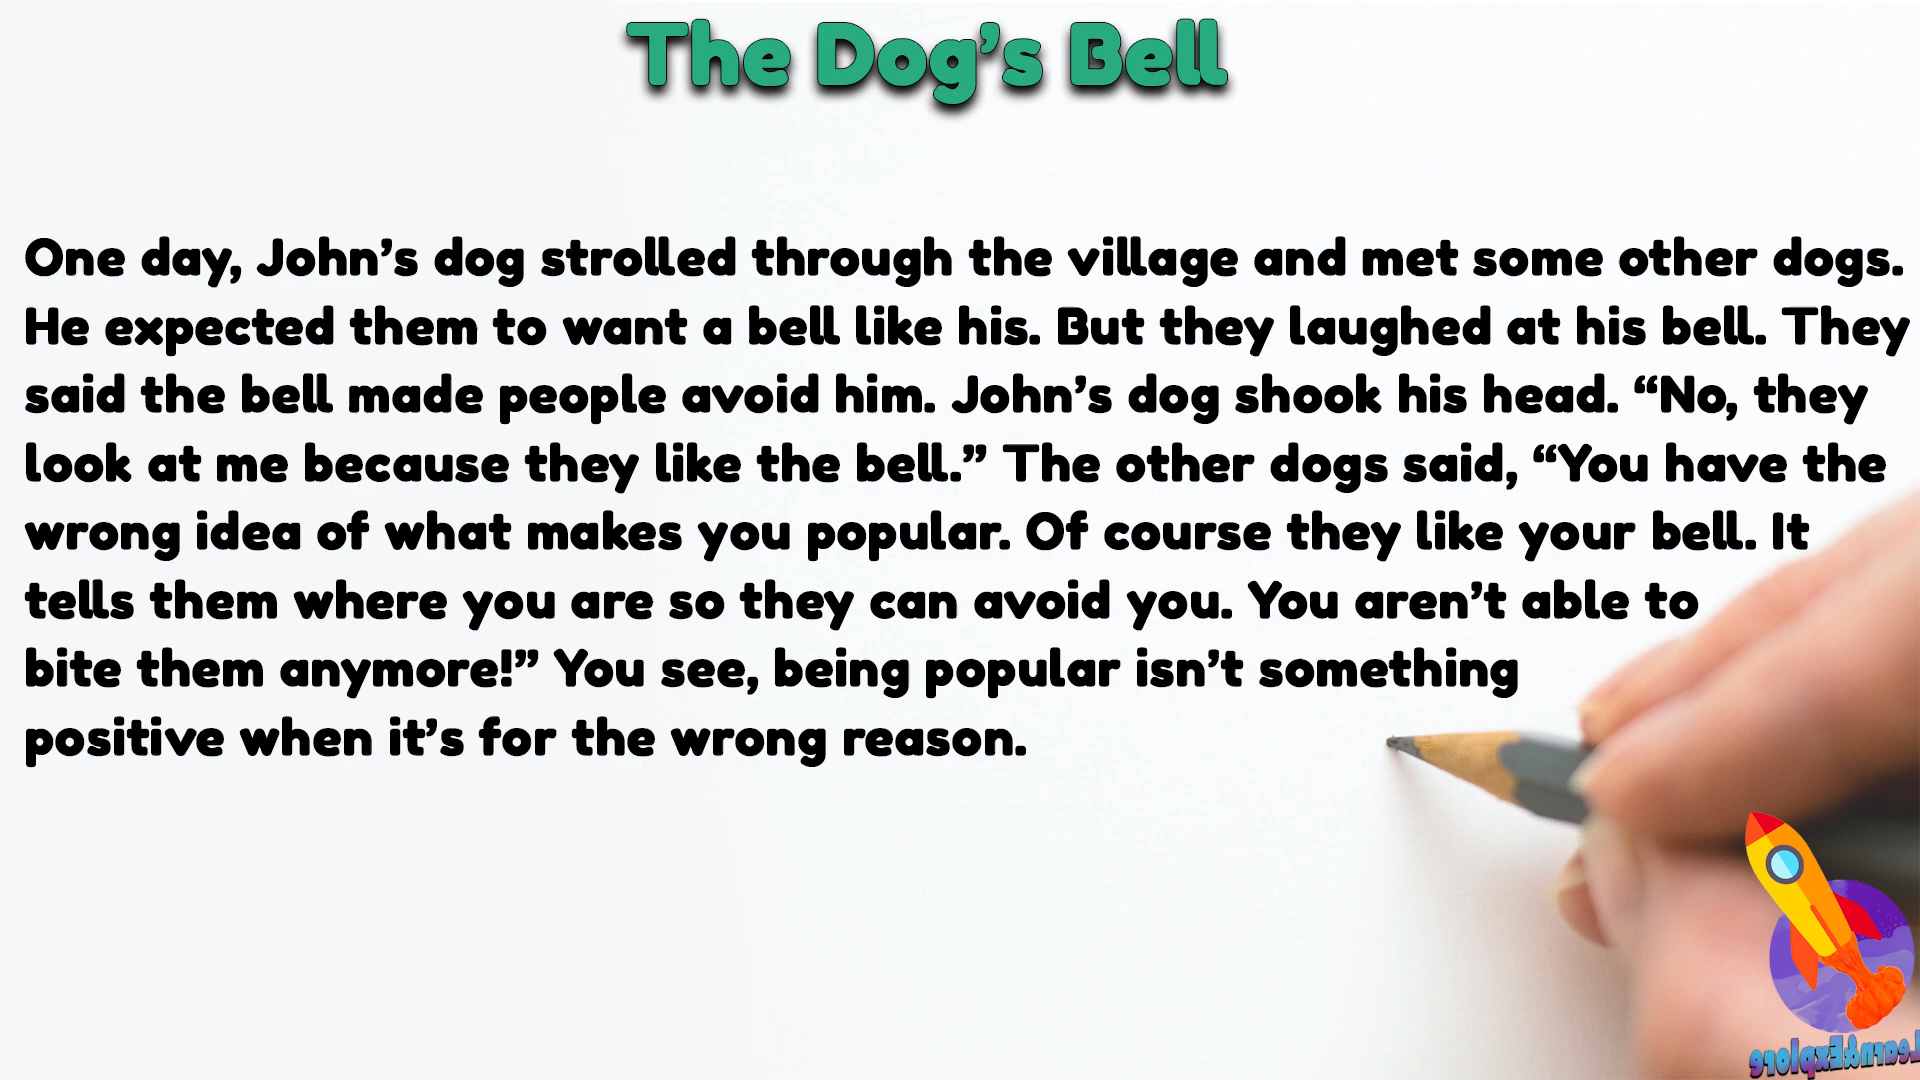 The Dog’s Bell
One day, John’s dog strolled through the village and met some other dogs.
He expected them to want a bell like his. But they laughed at his bell. They
said the bell made people avoid him. John’s dog shook his head. “No, they
look at me because they like the bell.” The other dogs said, “You have the
wrong idea of what makes you popular. Of course they like your bell. It
tells them where you are so they can avoid you. You aren’t able to
bite them anymore!” You see, being popular isn’t something
positive when it’s for the wrong reason.
Learn&Explore